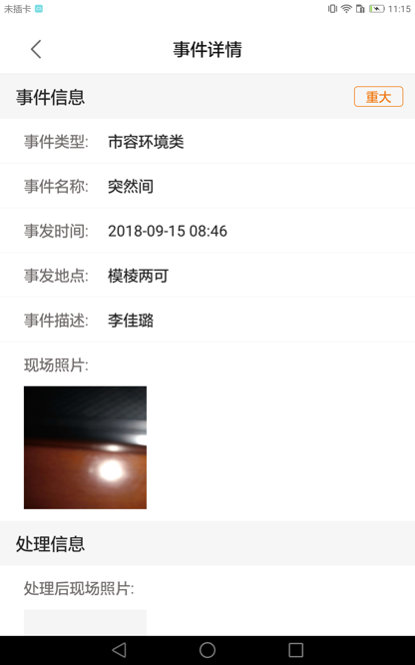 未插卡 11:15
事件详情
事件信息 重大
事件类型: 市容环境类
事件名称: 突然间
事发时间: 2018-09-15 08:46
事发地点: 模棱两可
事件描述: 李佳璐
现场照片:
处理信息
处理后现场照片: